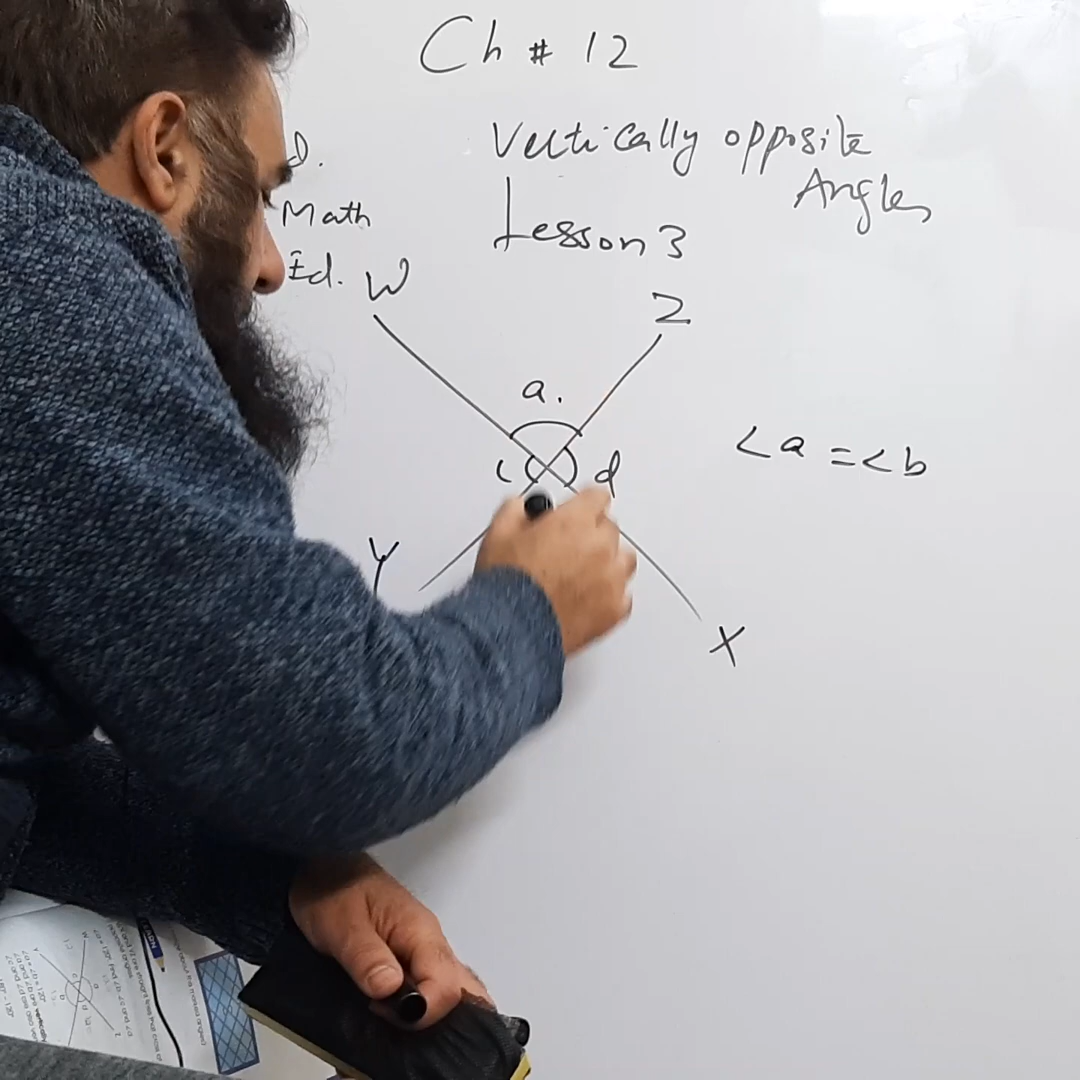 Ch # 12
d.
Vertically opposite
Angles
Math
Lesson 3
Ed.
W
Z
a.
c
d
<a = <b
Y
X